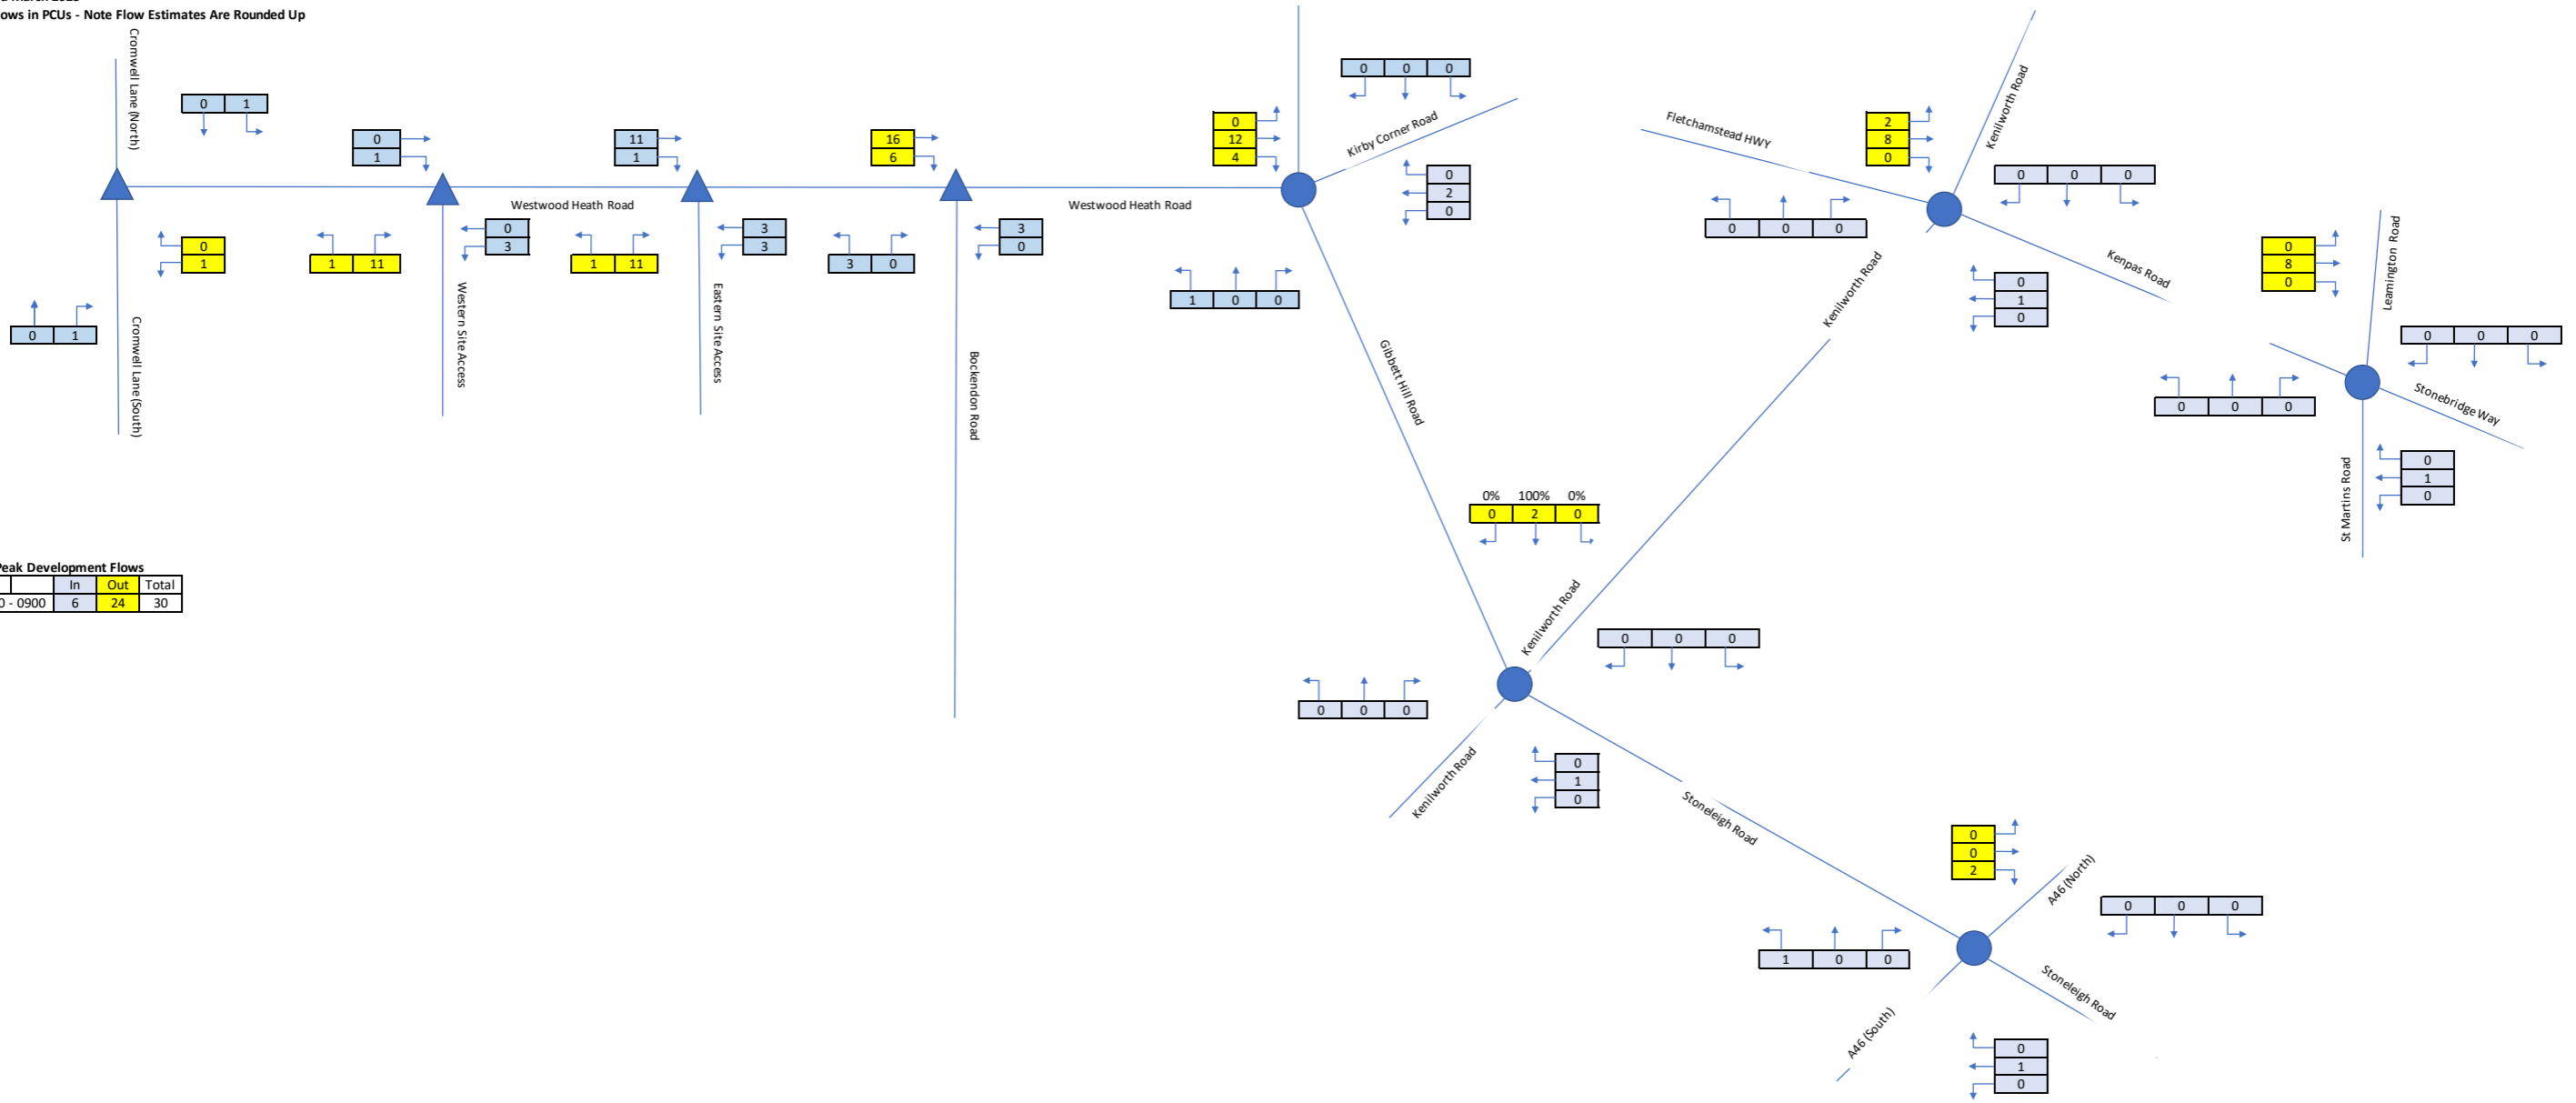 ows in PCUs - Note Flow Estimates Are Rounded Up
Cromwell Lane (North)
0 1
0
1
11
1
16
6
0
12
4
0 0 0
Kirby Corner Road
0
2
0
Westwood Heath Road
Westwood Heath Road
0
1
1 11
0
3
1 11
3
3
3 0
3
0
1 0 0
0 1
Cromwell Lane (South)
Western Site Access
Eastern Site Access
Bockendon Road
Gibbett Hill Road
Fletchamstead HWY
2
8
0
Kenilworth Road
0 0 0
0 0 0
Kenilworth Road
Kenpas Road
0
1
0
0
8
0
Leamington Road
0 0 0
0 0 0
Stonebridge Way
St Martins Road
0
1
0
0% 100% 0%
0 2 0
Kenilworth Road
0 0 0
0 0 0
Kenilworth Road
0
1
0
Stoneleigh Road
0
0
2
A46 (North)
0 0 0
1 0 0
Stoneleigh Road
A46 (South)
0
1
0
Peak Development Flows
In Out Total
0 - 0900 6 24 30